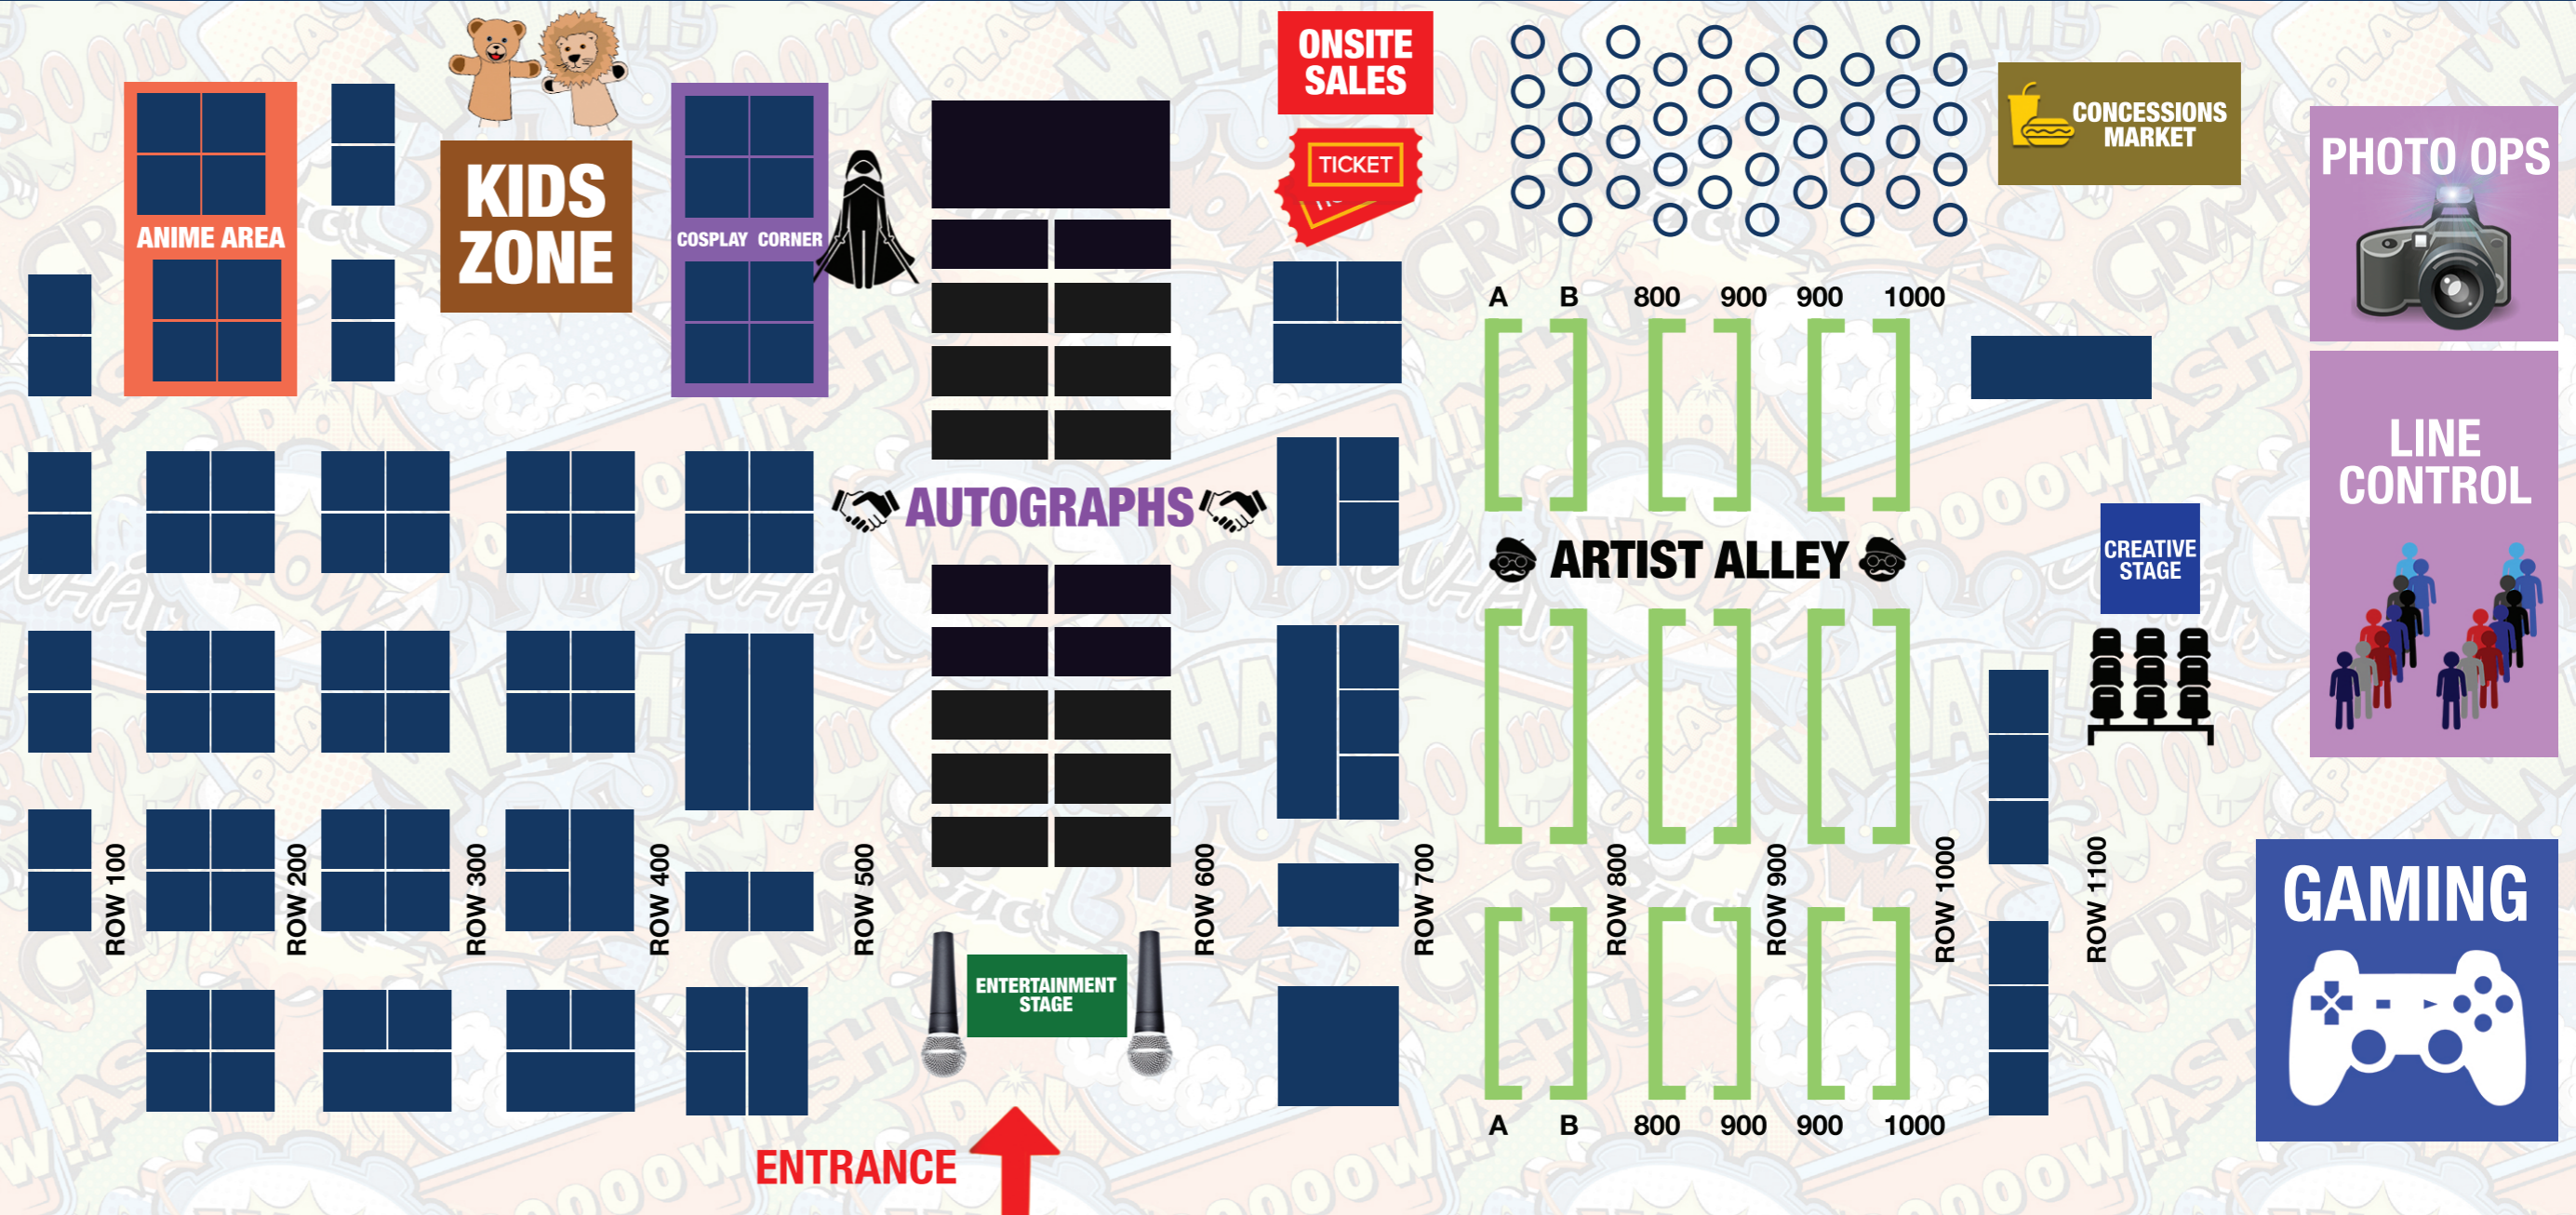 ONSITE
SALES
TICKET
KIDS
ZONE
ANIME AREA
COSPLAY CORNER
CONCESSIONS
MARKET
PHOTO OPS
LINE
CONTROL
A B 800 900 900 1000
AUTOGRAPHS
ARTIST ALLEY
CREATIVE
STAGE
ROW 100
ROW 200
ROW 300
ROW 400
ROW 500
ROW 600
ROW 700
ROW 800
ROW 900
ROW 1000
ROW 1100
GAMING
ENTERTAINMENT
STAGE
A B 800 900 900 1000
ENTRANCE